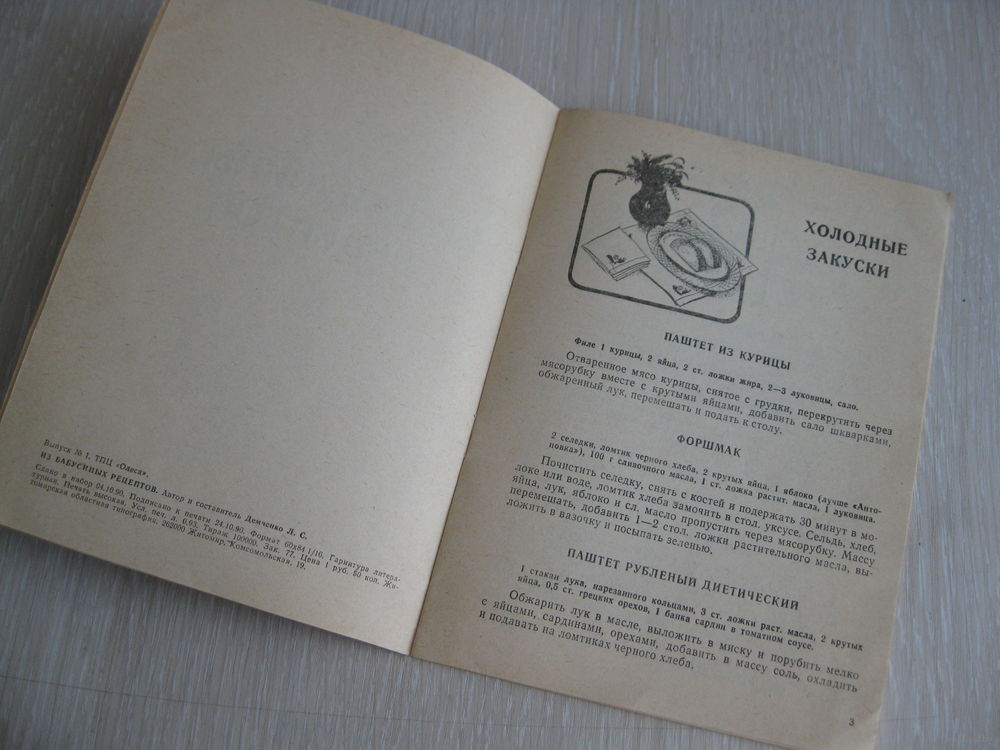 Выпуск № 1. ТПЦ «Олеся».
ИЗ БАБУСИНЫХ РЕЦЕПТОВ. Автор и составитель Демченко Л. С.
Сдано в набор 04.10.90. Подписано к печати 24.10.90. Формат 60х84 1/16. Гарнитура литера-
турная. Печать высокая. Усл. печ. л. 0.93. Тираж 100000. Зак. 77. Цена 1 руб. 80 коп. Жи-
томирская областная типография, 262000 Житомир, "Комсомольская, 19.
ХОЛОДНЫЕ
ЗАКУСКИ
ПАШТЕТ ИЗ КУРИЦЫ
Филе 1 курицы, 2 яйца, 2 ст. ложки жира, 2—3 луковицы, сало.
Отваренное мясо курицы, снятое с грудки, перекрутить через
мясорубку вместе с крутыми яйцами, добавить сало шкварками,
обжаренный лук, перемешать и подать к столу.
ФОРШМАК
2 селедки, ломтик черного хлеба, 2 крутых яйца, 1 яблоко (лучше «Анто-
новка»), 100 г сливочного масла, 1 ст. ложка растит. масла, 1 луковица.
Почистить селедку, снять с костей и подержать 30 минут в мо-
локе или воде, ломтик хлеба замочить в стол. уксусе. Сельдь, хлеб,
яйца, лук, яблоко и сл. масло пропустить через мясорубку. Массу
перемешать, добавить 1—2 стол. ложки растительного масла, вы-
ложить в вазочку и посыпать зеленью.
ПАШТЕТ РУБЛЕНЫЙ ДИЕТИЧЕСКИЙ
1 стакан лука, нарезанного кольцами, 3 ст. ложки раст. масла, 2 крутых
яйца, 0,5 ст. грецких орехов, 1 банка сардин в томатном соусе.
Обжарить лук в масле, выложить в миску и порубить мелко
с яйцами, сардинами, орехами, добавить в массу соль, охладить
и подавать на ломтиках черного хлеба.
3